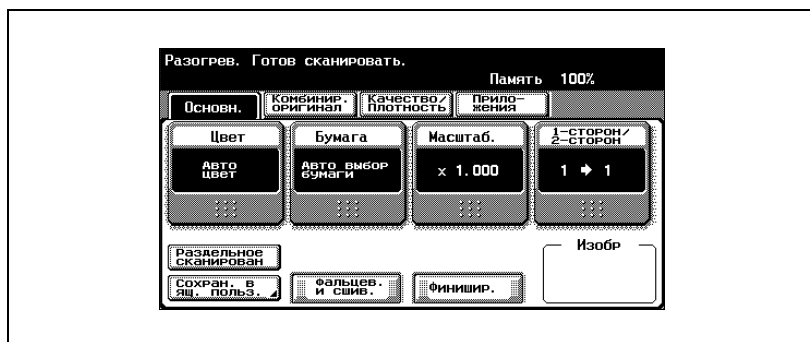 Разогрев. Готов сканировать.
Память 100%
Основн.
Комбинир.
оригинал
Качество/
плотность
Прило-
жения
Цвет
Бумага
Масштаб.
1-сторон/
2-сторон
Авто
цвет
Авто выбор
бумаги
x 1.000
1 ➔ 1
Раздельное
сканирован
Изобр
Сохран. в
ящ. польз.
Фальцев.
и сшив.
Финишир.